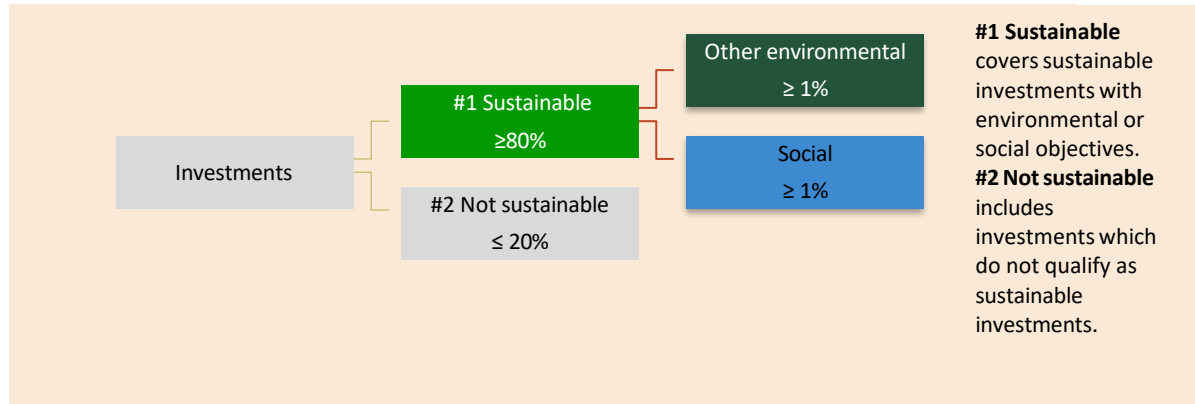 Investments
#1 Sustainable
≥80%
#2 Not sustainable
≤ 20%
Other environmental
≥ 1%
Social
≥ 1%
#1 Sustainable
covers sustainable
investments with
environmental or
social objectives.
#2 Not sustainable
includes
investments which
do not qualify as
sustainable
investments.